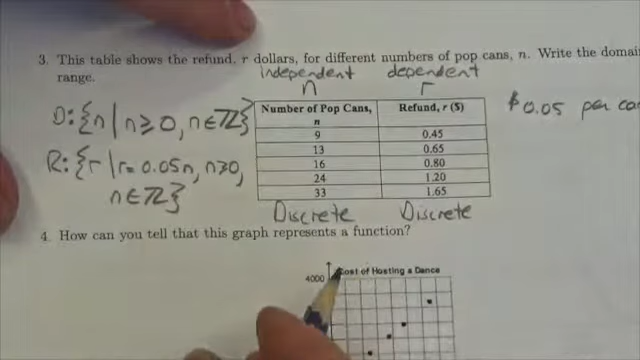 3. This table shows the refund, r dollars, for different numbers of pop cans, n. Write the domain
range.
independent dependent
n r
Number of Pop Cans, n Refund, r ($)
9 0.45
13 0.65
16 0.80
24 1.20
33 1.65
Discrete Discrete
$0.05 per can
D: {n | n ≥ 0, n ∈ ℤ}
R: {r | r = 0.05n, n ≥ 0,
n ∈ ℤ}
4. How can you tell that this graph represents a function?
Cost of Hosting a Dance
4000